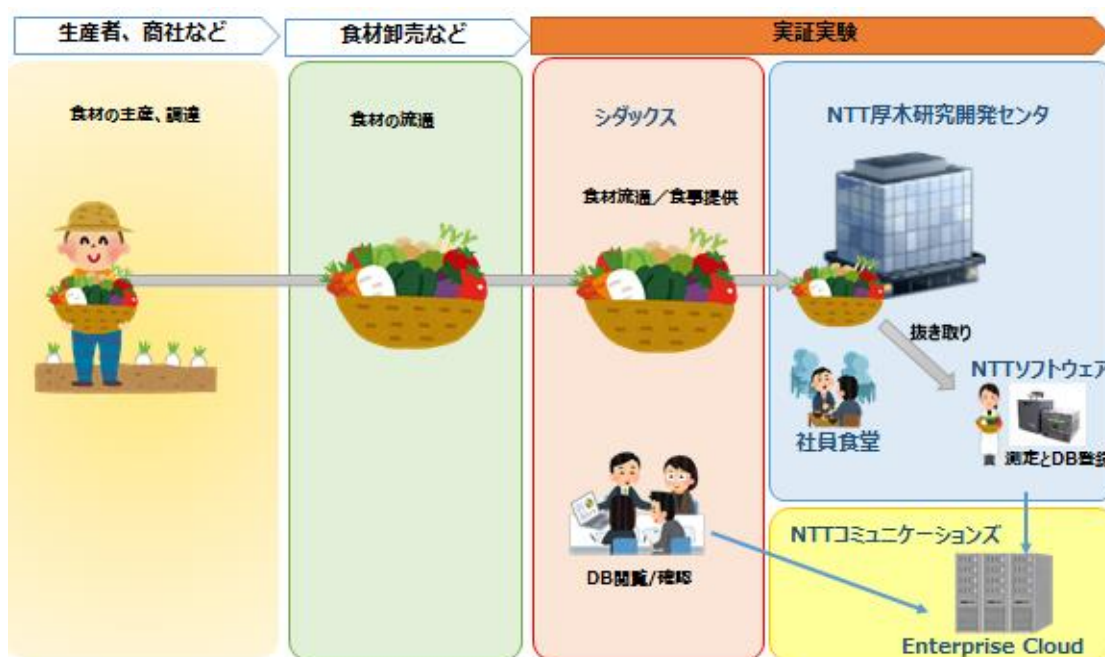 生産者、商社など
食材卸売など
実証実験
食材の主産、調達
食材の流通
シダックス
NTT厚木研究開発センタ
食材流通／食事提供
抜き取り
NTTソフトウェア
社員食堂
測定とDB登録
DB閲覧/確認
NTTコミュニケーションズ
Enterprise Cloud